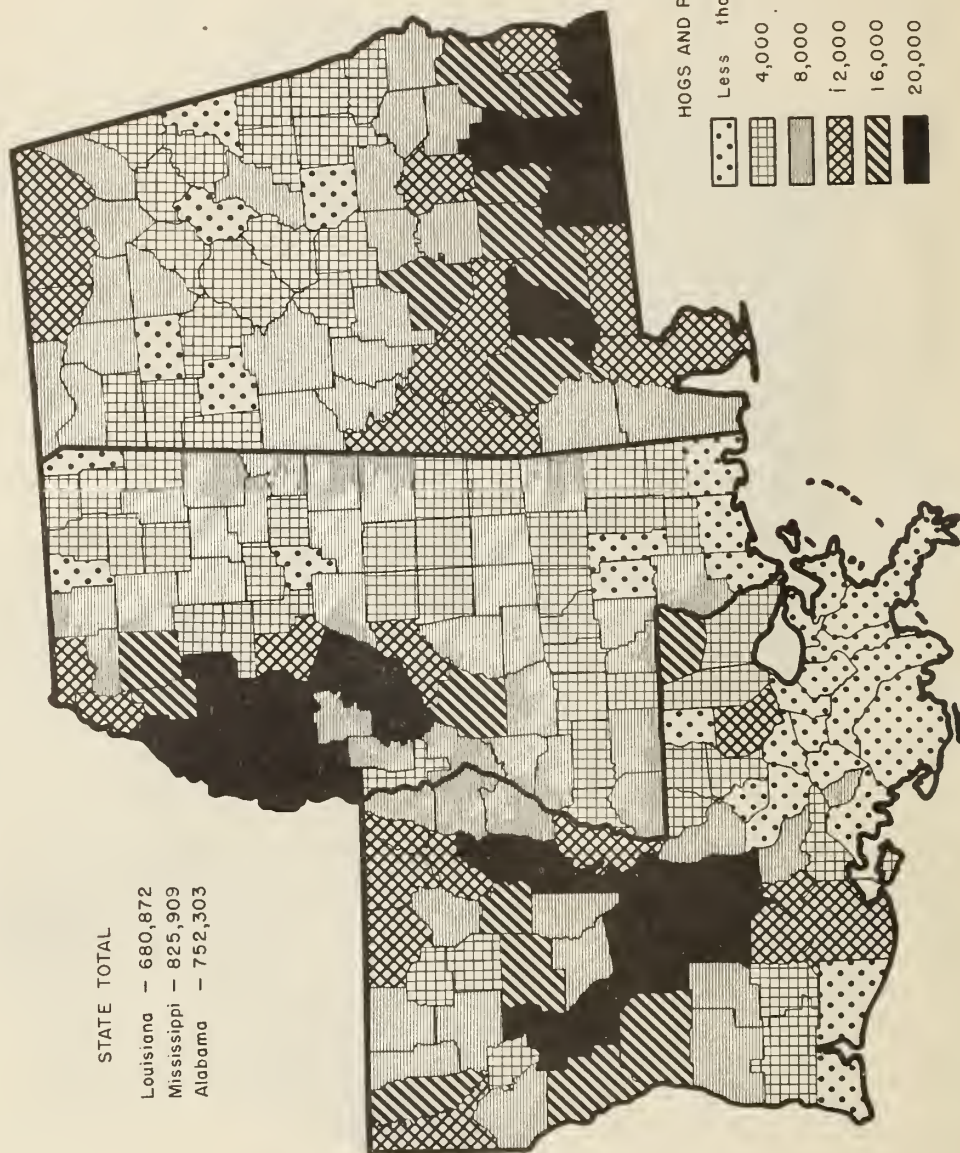 STATE TOTAL
Louisiana – 680,872
Mississippi – 825,909
Alabama – 752,303
HOGS AND
Less
4,000
8,000
12,000
16,000
20,000